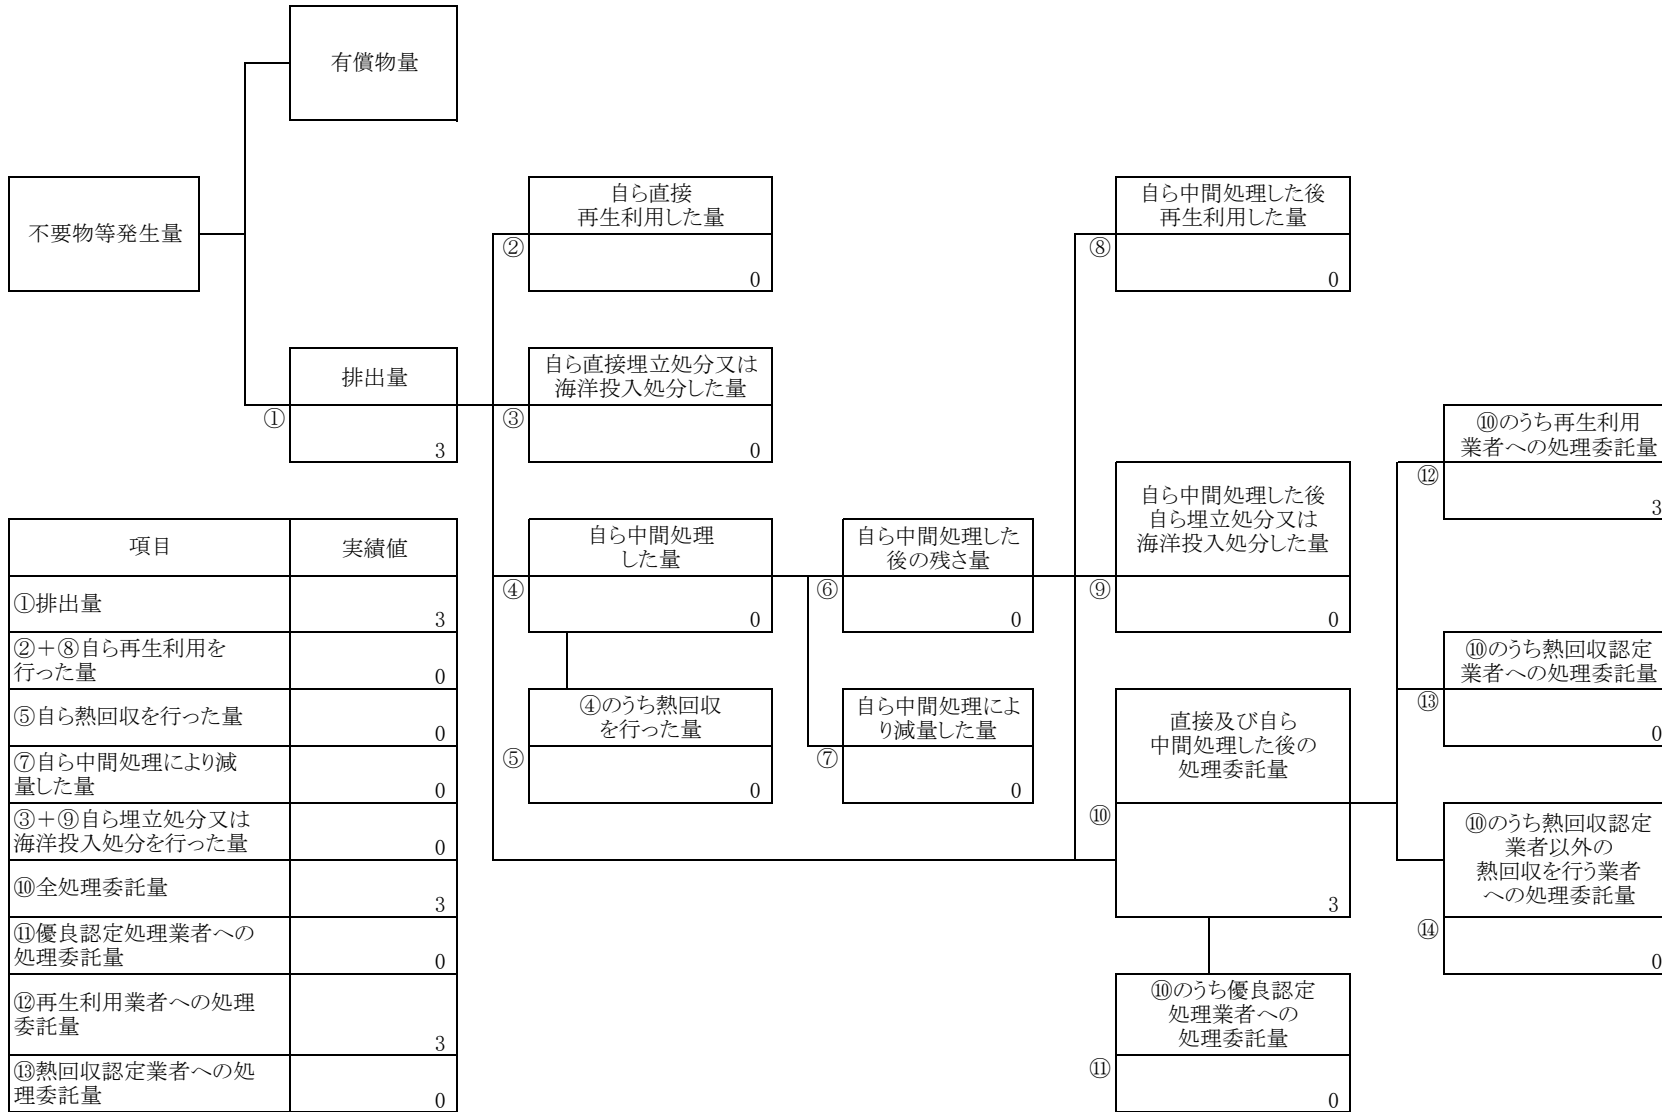 有償物量
不要物等発生量
自ら直接
再生利用した量
②
0
自ら中間処理した後
再生利用した量
⑧
0
排出量
①
3
自ら直接埋立処分又は
海洋投入処分した量
③
0
⑩のうち再生利用
業者への処理委託量
⑫
3
自ら中間処理
した量
④
0
自ら中間処理した
後の残さ量
⑥
0
自ら中間処理した後
自ら埋立処分又は
海洋投入処分した量
⑨
0
⑩のうち熱回収認定
業者への処理委託量
⑬
0
④のうち熱回収
を行った量
⑤
0
自ら中間処理によ
り減量した量
⑦
0
直接及び自ら
中間処理した後の
処理委託量
⑩
3
⑩のうち熱回収認定
業者以外の
熱回収を行う業者
への処理委託量
⑭
0
⑩のうち優良認定
処理業者への
処理委託量
⑪
0
項目
実績値
①排出量
3
②+⑧自ら再生利用を
行った量
0
⑤自ら熱回収を行った量
0
⑦自ら中間処理により減
量した量
0
③+⑨自ら埋立処分又は
海洋投入処分を行った量
0
⑩全処理委託量
3
⑪優良認定処理業者への
処理委託量
0
⑫再生利用業者への処理
委託量
3
⑬熱回収認定業者への処
理委託量
0